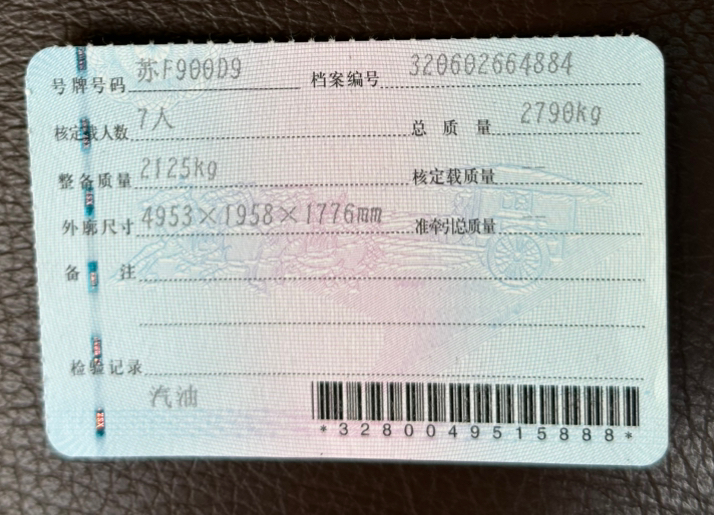 号牌号码 苏F900D9 档案编号 320602664884
核定载人数 7人 总质量 2790kg
整备质量 2125kg 核定载质量
外廓尺寸 4953×1958×1776mm 准牵引总质量
备注
检验记录
汽油
*3280049515888*